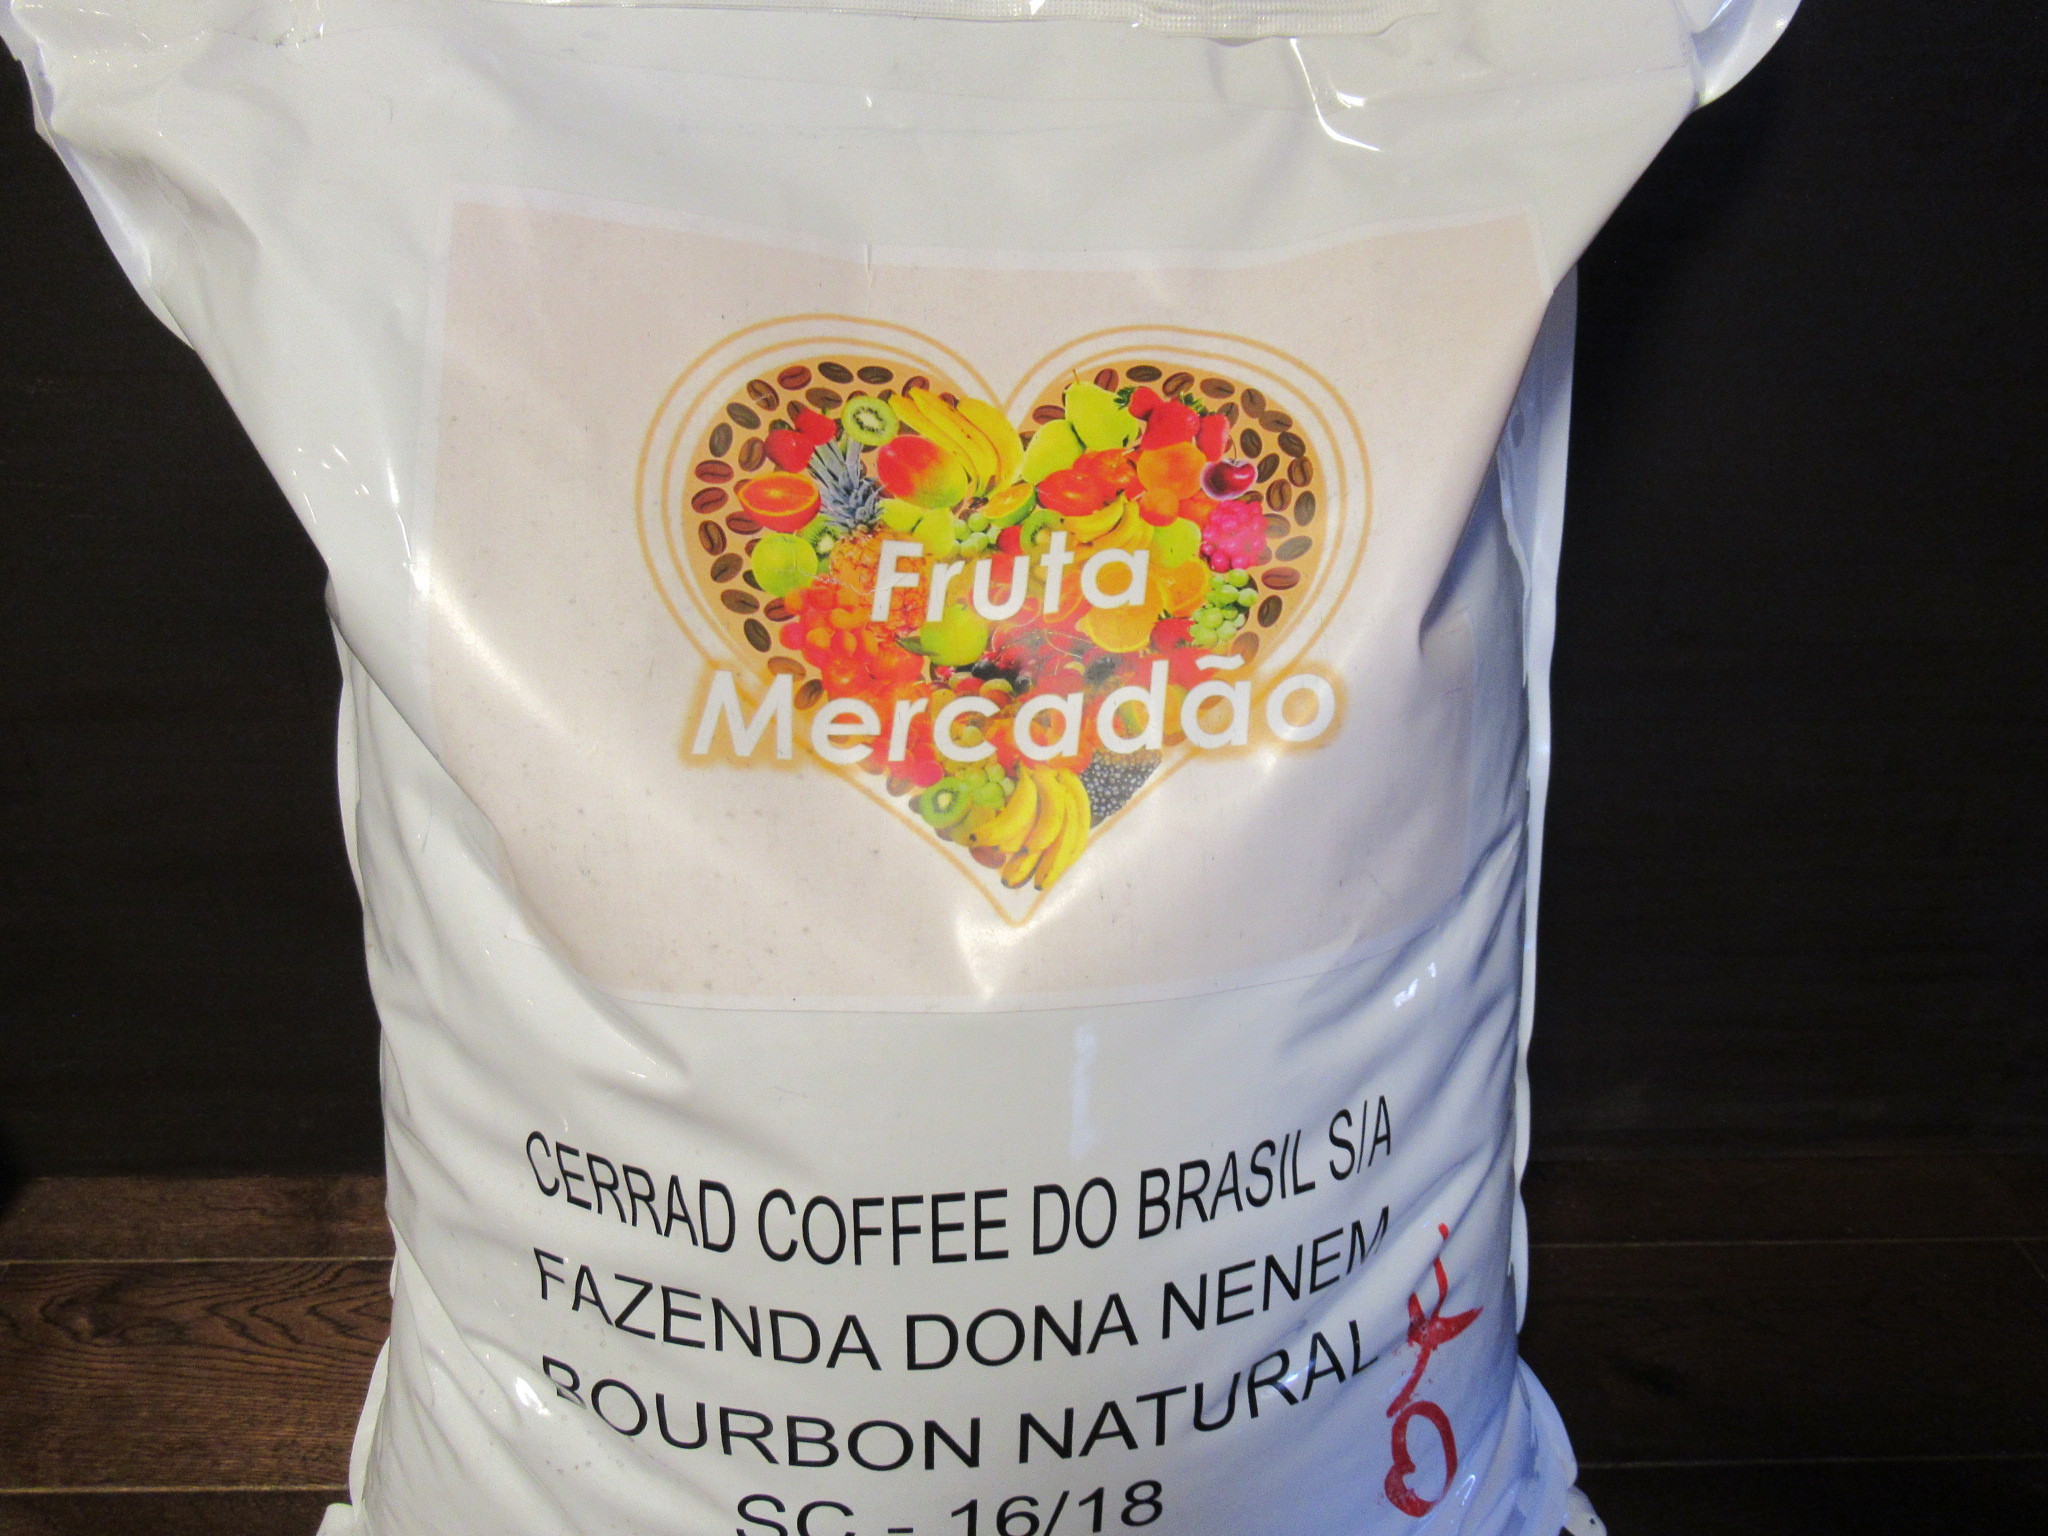 Fruta
Mercadão
CERRAD COFFEE DO BRASIL S/A
FAZENDA DONA NENEM
BOURBON NATURAL
SC - 16/18
OK